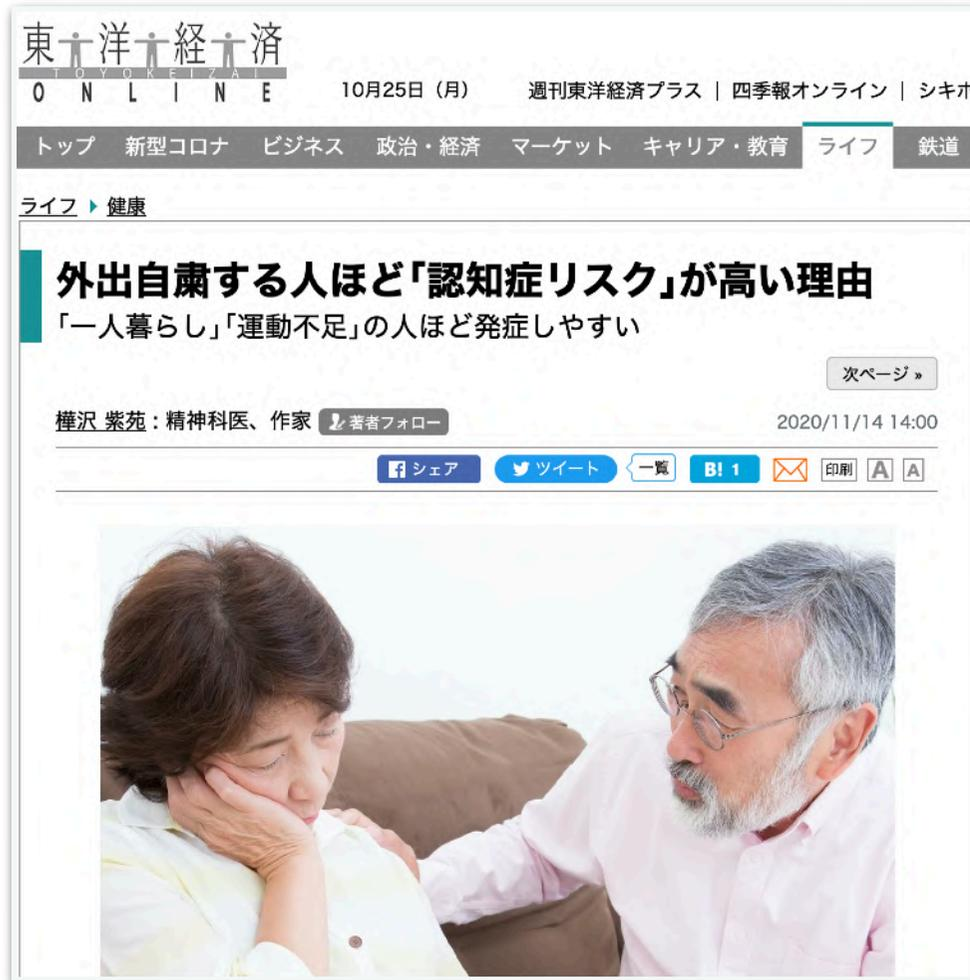 東洋経済
TOYOKEIZAI
ONLINE
10月25日（月）
週刊東洋経済プラス | 四季報オンライン | シキホ
トップ 新型コロナ ビジネス 政治・経済 マーケット キャリア・教育 ライフ 鉄道
ライフ ▶ 健康
外出自粛する人ほど｢認知症リスク｣が高い理由
｢一人暮らし｣｢運動不足｣の人ほど発症しやすい
次ページ »
樺沢 紫苑 : 精神科医、作家 著者フォロー
2020/11/14 14:00
シェア ツイート 一覧 B! 1 印刷 A A